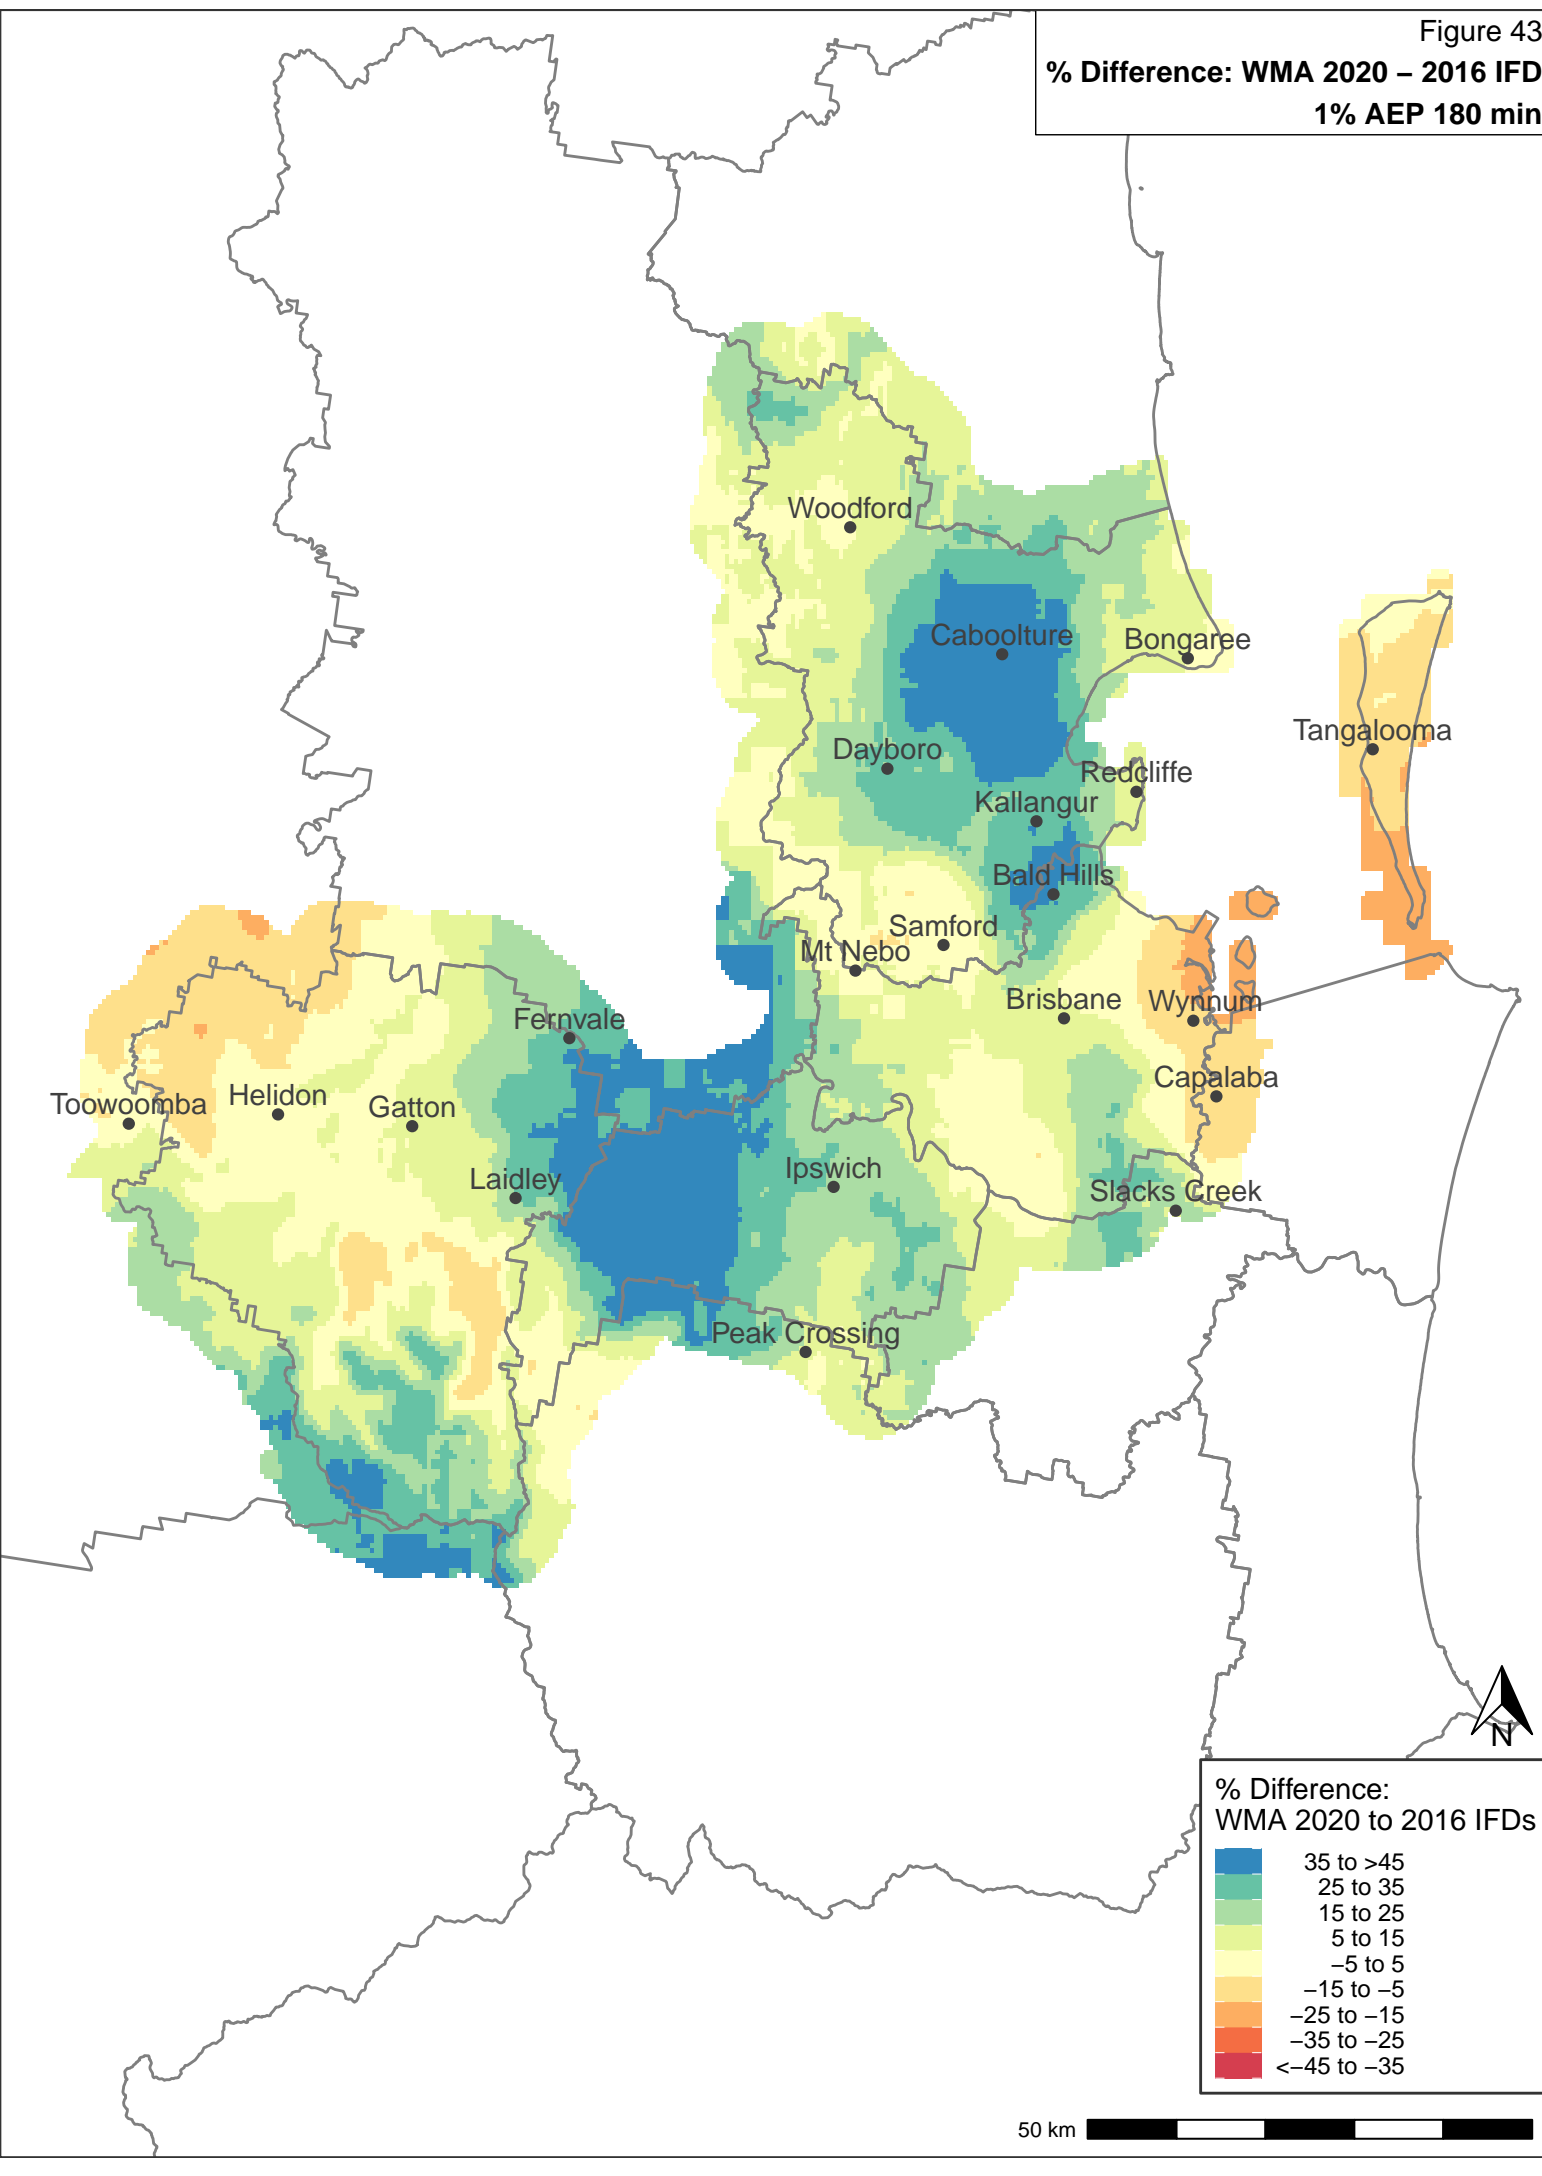 Figure 43
% Difference: WMA 2020 – 2016 IFD
1% AEP 180 min
Woodford
Caboolture
Bongaree
Tangalooma
Dayboro
Redcliffe
Kallangur
Bald Hills
Samford
Mt Nebo
Brisbane
Wynnum
Fernvale
Capalaba
Toowoomba
Helidon
Gatton
Ipswich
Laidley
Slacks Creek
Peak Crossing
N
% Difference:
WMA 2020 to 2016 IFDs
35 to >45
25 to 35
15 to 25
5 to 15
−5 to 5
−15 to −5
−25 to −15
−35 to −25
<−45 to −35
50 km